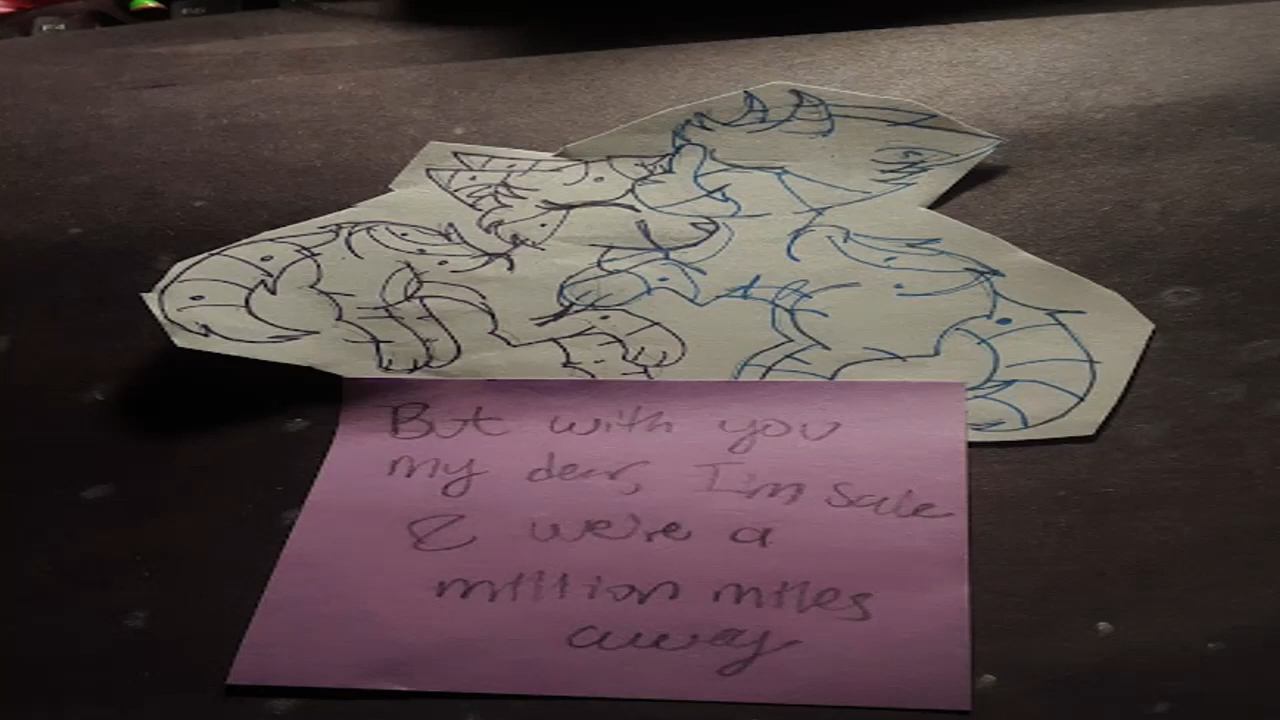 But with you
my dear, I'm safe
& we're a
million miles
away